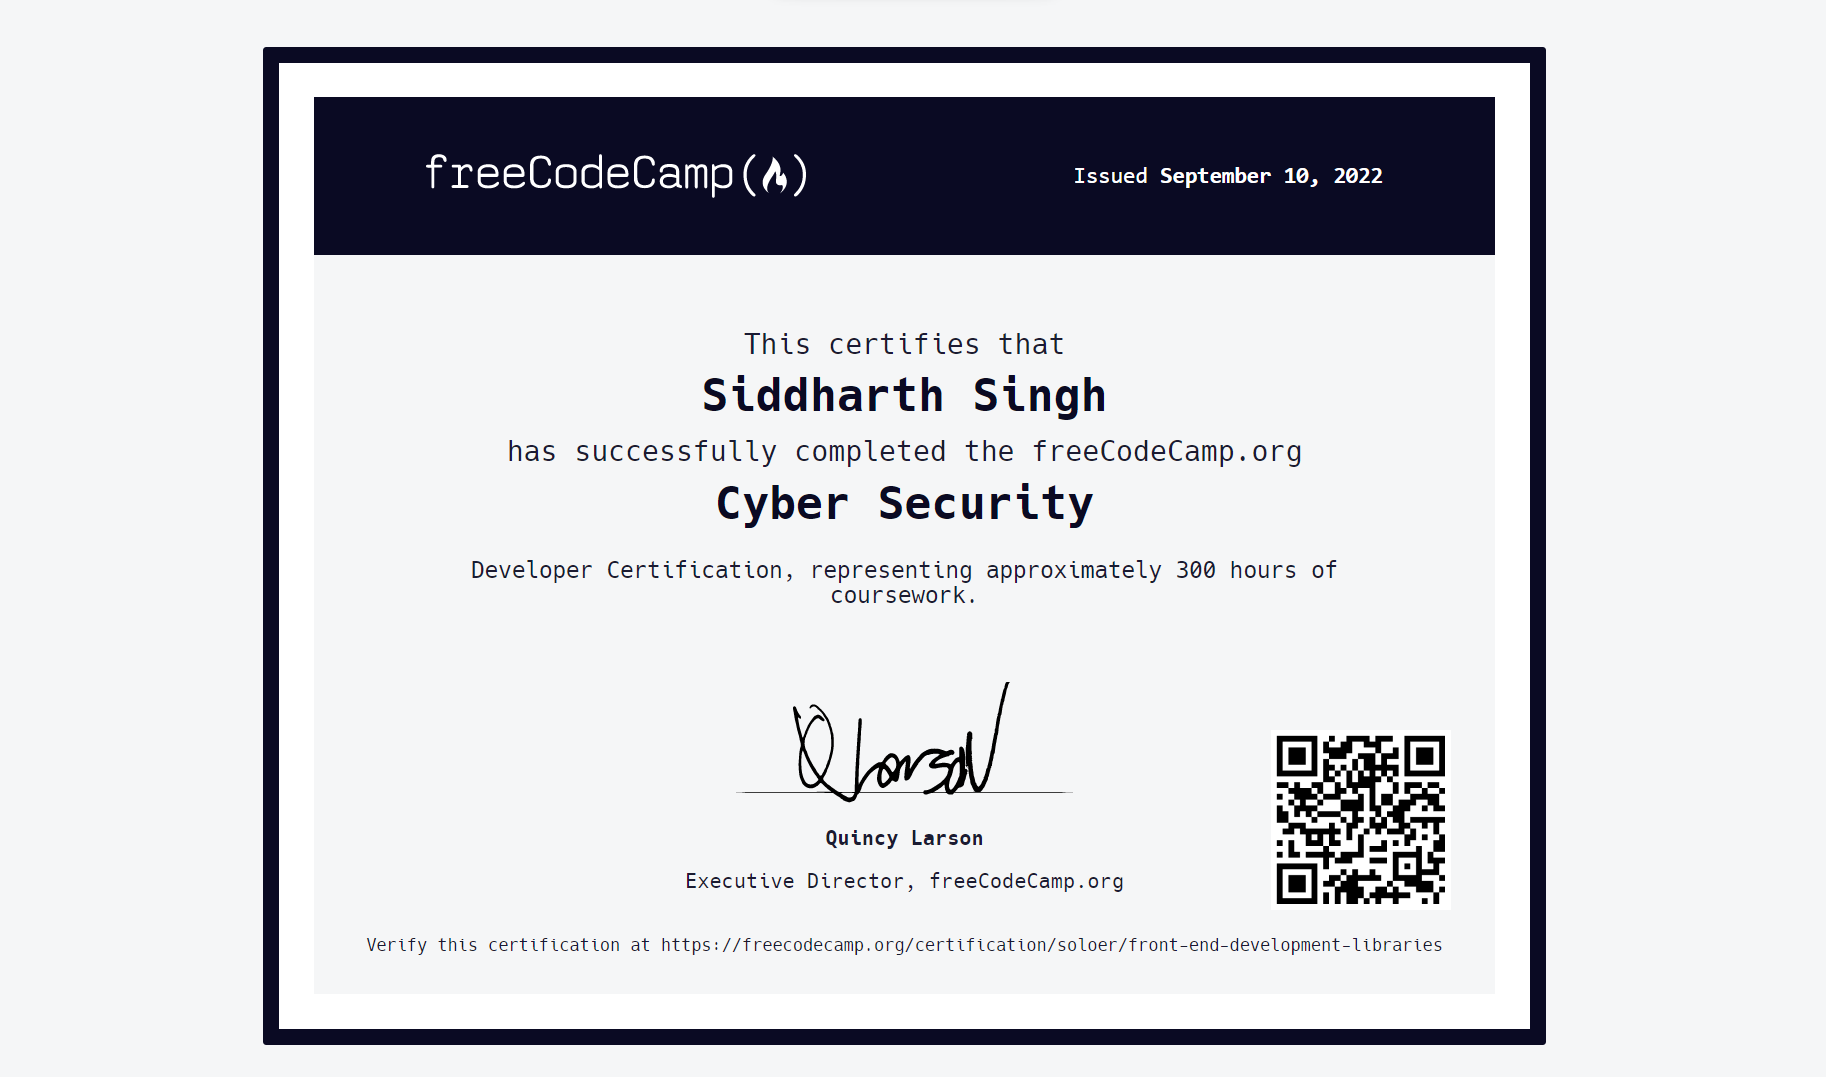 freeCodeCamp
Issued September 10, 2022
This certifies that
Siddharth Singh
has successfully completed the freeCodeCamp.org
Cyber Security
Developer Certification, representing approximately 300 hours of
coursework.
Q Larson
Quincy Larson
Executive Director, freeCodeCamp.org
Verify this certification at https://freecodecamp.org/certification/soloer/front-end-development-libraries